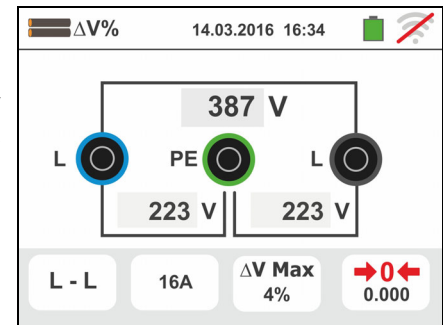 ΔV% 14.03.2016 16:34
387 V
L PE L
223 V 223 V
L - L 16A ΔV Max 4% ➔0← 0.000